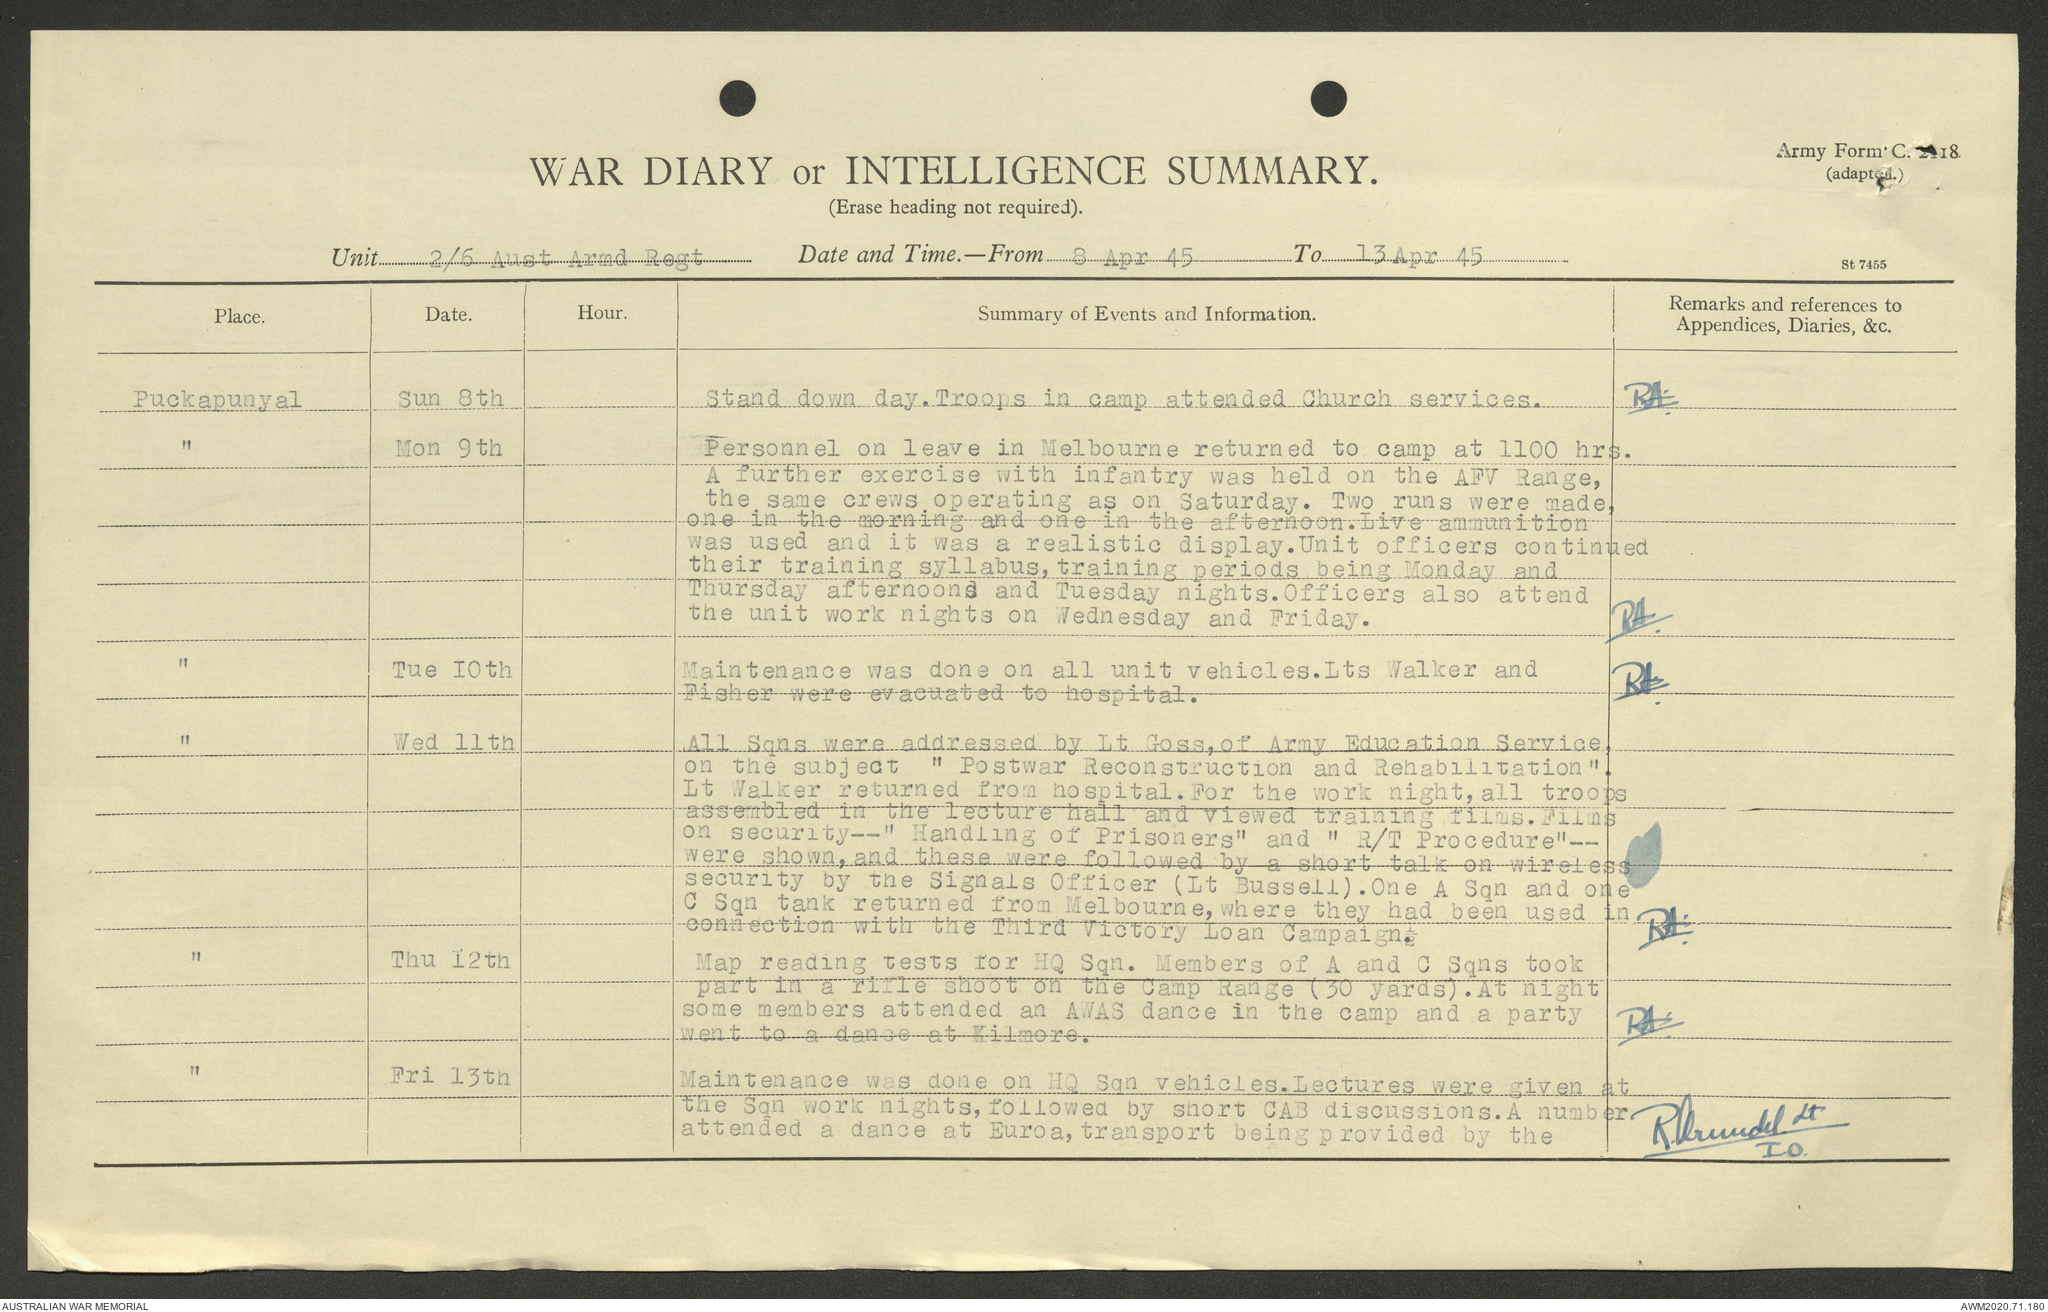 Army Form C. 2118
(adapted.)
WAR DIARY or INTELLIGENCE SUMMARY.
(Erase heading not required).
Unit 2/6 Aust Armd Regt Date and Time.—From 8 Apr 45 To 13 Apr 45
St 7455
Place. Date. Hour. Summary of Events and Information. Remarks and references to
Appendices, Diaries, &c.
Puckapunyal Sun 8th Stand down day.Troops in camp attended Church services. RA.
" Mon 9th Personnel on leave in Melbourne returned to camp at 1100 hrs.
A further exercise with infantry was held on the AFV Range,
the same crews operating as on Saturday. Two runs were made,
one in the morning and one in the afternoon.Live ammunition
was used and it was a realistic display.Unit officers continued
their training syllabus,training periods being Monday and
Thursday afternoons and Tuesday nights.Officers also attend
the unit work nights on Wednesday and Friday. RA.
" Tue 10th Maintenance was done on all unit vehicles.Lts Walker and
Fisher were evacuated to hospital. RA.
" Wed 11th All Sqns were addressed by Lt Goss,of Army Education Service,
on the subject " Postwar Reconstruction and Rehabilitation".
Lt Walker returned from hospital.For the work night,all troops
assembled in the lecture hall and viewed training films.Films
on security--" Handling of Prisoners" and " R/T Procedure"--
were shown,and these were followed by a short talk on wireless
security by the Signals Officer (Lt Bussell).One A Sqn and one
C Sqn tank returned from Melbourne,where they had been used in
connection with the Third Victory Loan Campaign. RA.
" Thu 12th Map reading tests for HQ Sqn. Members of A and C Sqns took
part in a rifle shoot on the Camp Range (30 yards).At night
some members attended an AWAS dance in the camp and a party
went to a dance at Kilmore. RA.
" Fri 13th Maintenance was done on HQ Sqn vehicles.Lectures were given at
the Sqn work nights,followed by short CAB discussions.A number
attended a dance at Euroa,transport being provided by the
R Arundel Lt
IO.
AUSTRALIAN WAR MEMORIAL AWM2020.71.180